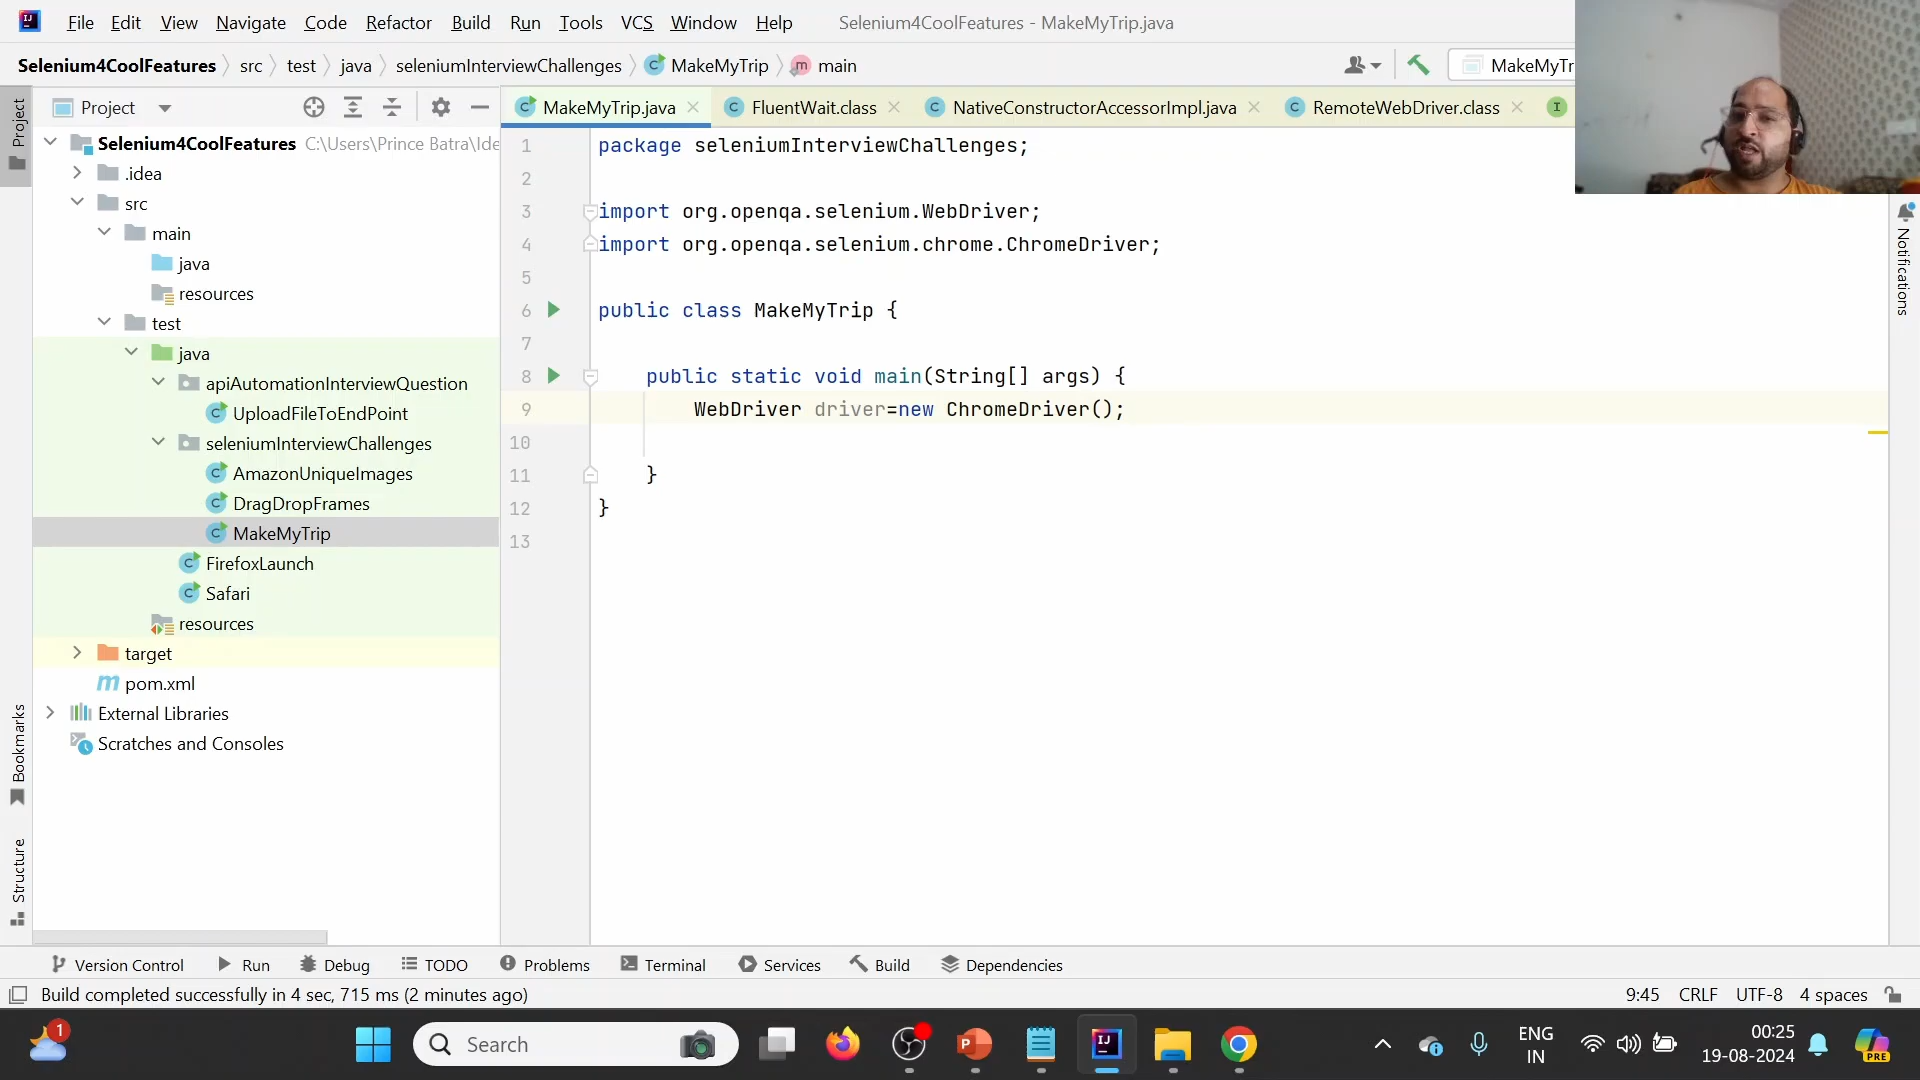 File Edit View Navigate Code Refactor Build Run Tools VCS Window Help Selenium4CoolFeatures - MakeMyTrip.java
Selenium4CoolFeatures src test java seleniumInterviewChallenges MakeMyTrip m main MakeMyTr
Project
Project
MakeMyTrip.java FluentWait.class NativeConstructorAccessorImpl.java RemoteWebDriver.class
Selenium4CoolFeatures C:\Users\Prince Batra\Ide
.idea
src
main
java
resources
test
java
apiAutomationInterviewQuestion
UploadFileToEndPoint
seleniumInterviewChallenges
AmazonUniqueImages
DragDropFrames
MakeMyTrip
FirefoxLaunch
Safari
resources
target
pom.xml
External Libraries
Scratches and Consoles
Bookmarks
Structure
1 package seleniumInterviewChallenges;
2
3 import org.openqa.selenium.WebDriver;
4 import org.openqa.selenium.chrome.ChromeDriver;
5
6 public class MakeMyTrip {
7
8 public static void main(String[] args) {
9 WebDriver driver=new ChromeDriver();
10
11 }
12 }
13
Notifications
Version Control Run Debug TODO Problems Terminal Services Build Dependencies
Build completed successfully in 4 sec, 715 ms (2 minutes ago) 9:45 CRLF UTF-8 4 spaces
1 Search ENG IN 00:25 19-08-2024 PRE